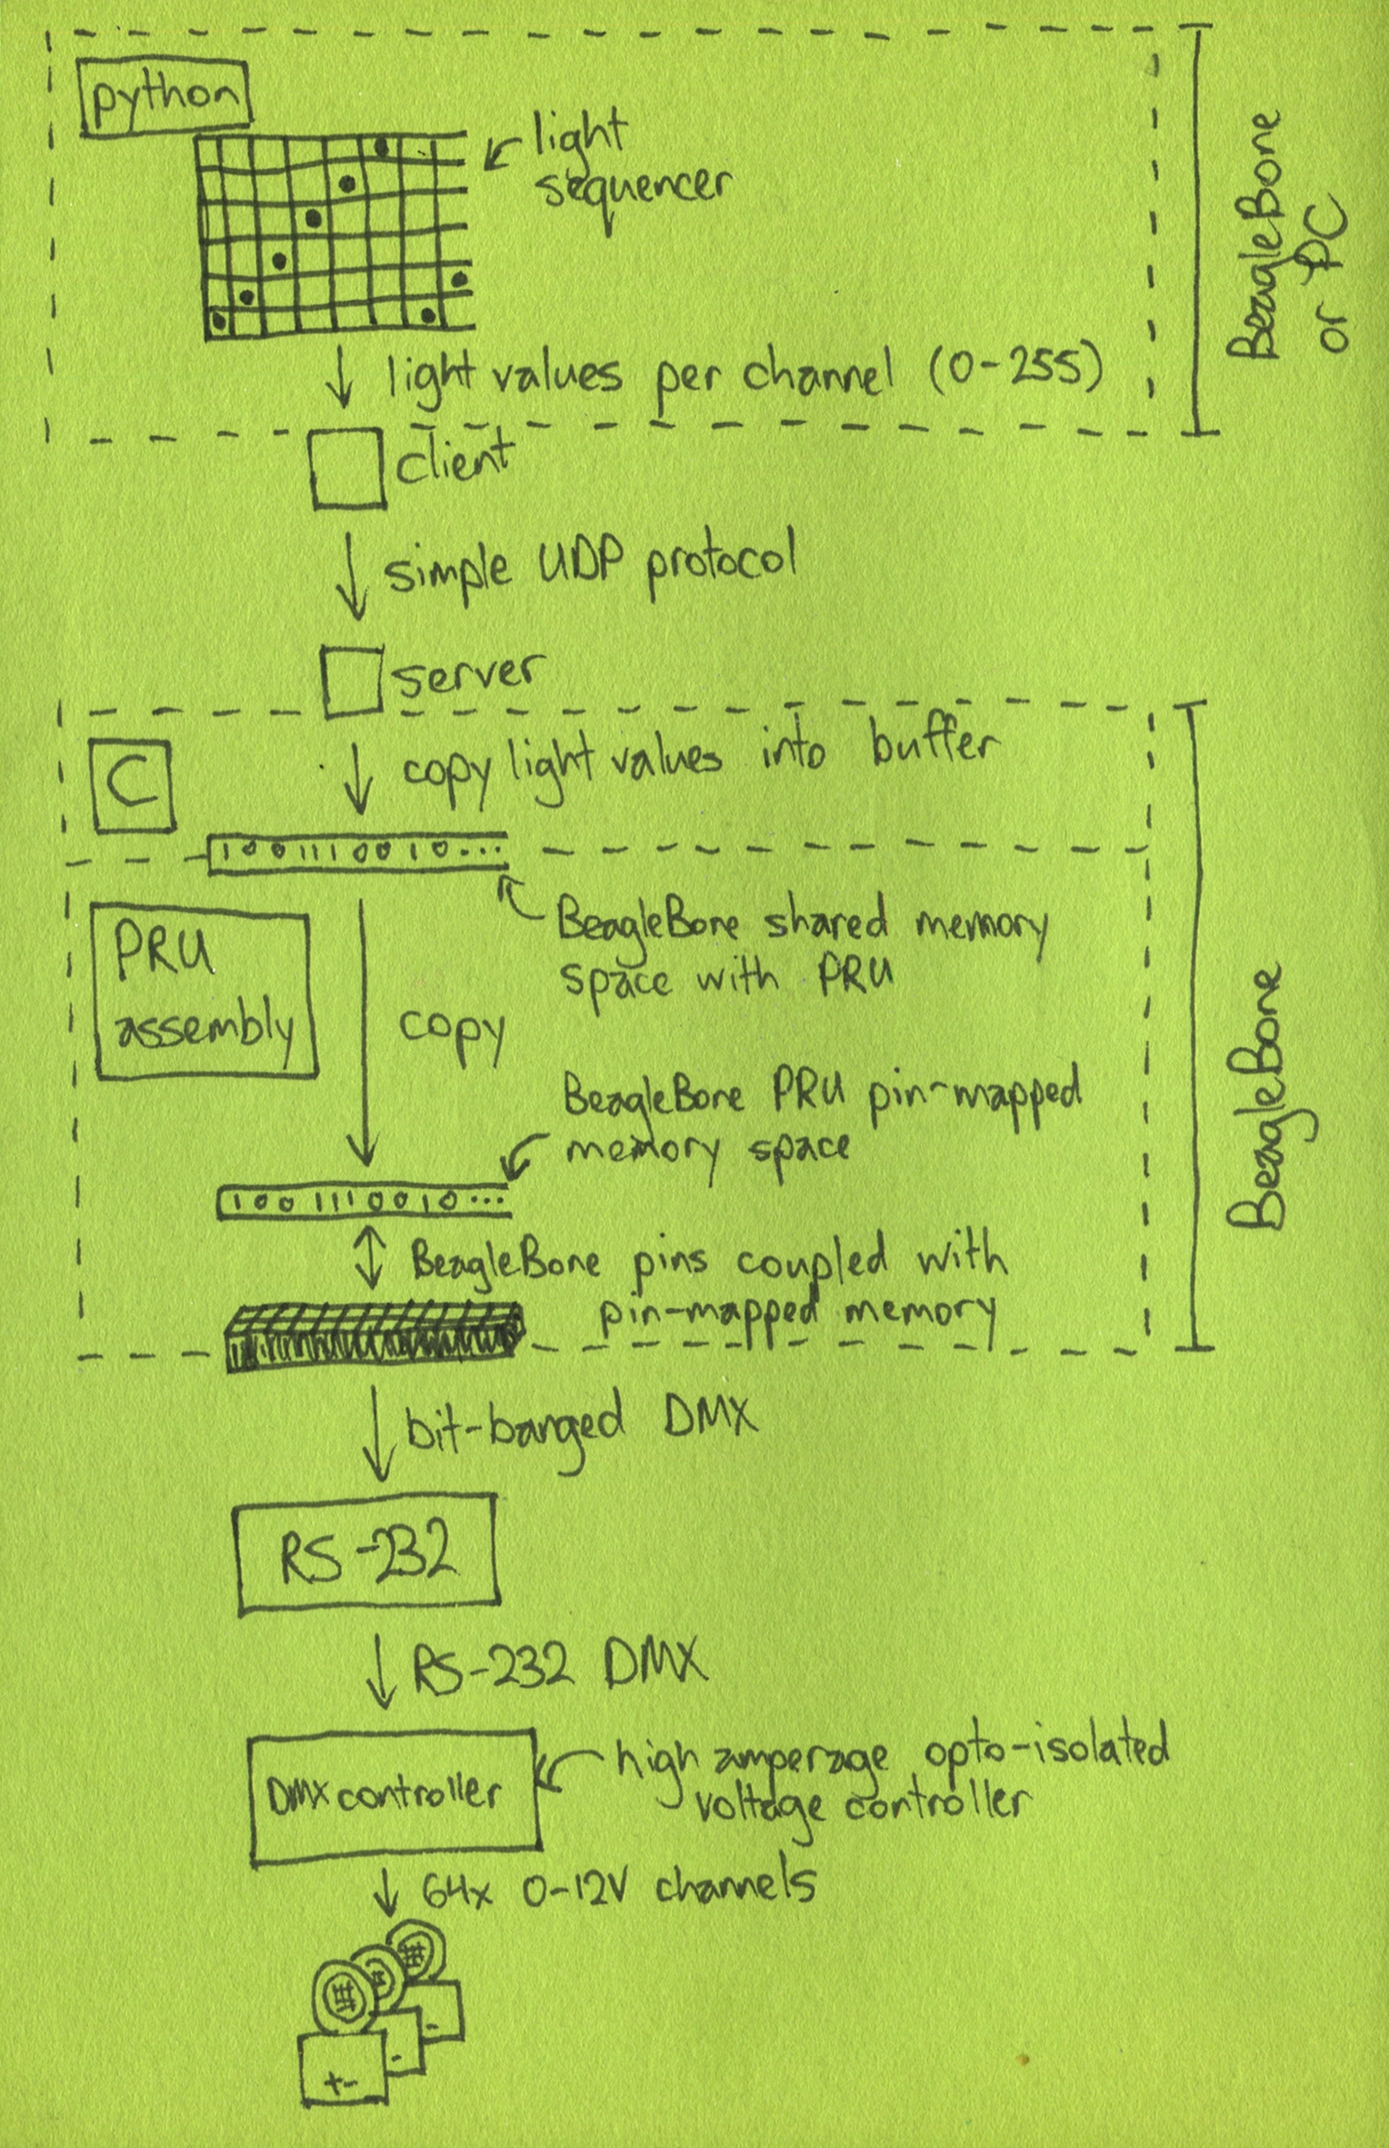 python
light
sequencer
BeagleBone
or PC
light values per channel (0-255)
client
simple UDP protocol
server
C
copy light values into buffer
1001110010...
BeagleBone shared memory
space with PRU
PRU
assembly
copy
BeagleBone
BeagleBone PRU pin-mapped
memory space
1001110010...
BeagleBone pins coupled with
pin-mapped memory
bit-banged DMX
RS-232
RS-232 DMX
DMX controller
high amperage opto-isolated
voltage controller
64x 0-12V channels
+-
-
-